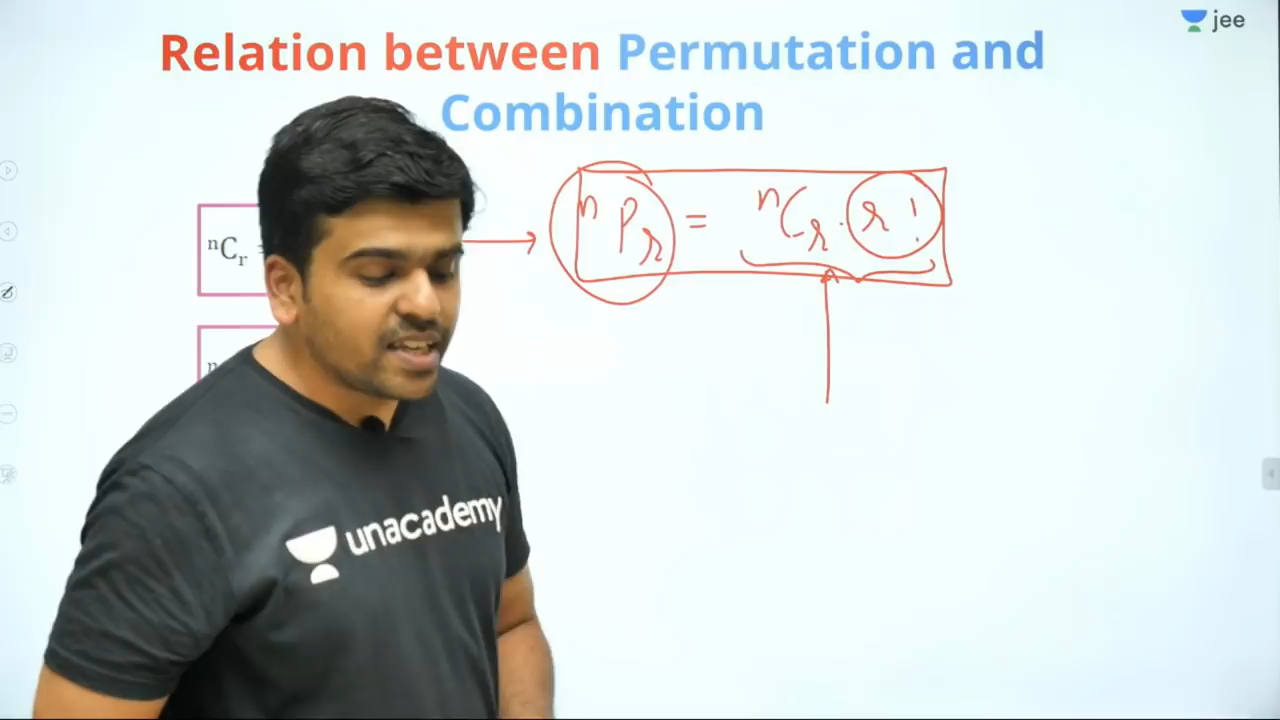 jee
Relation between Permutation and
Combination
ⁿCᵣ =
ⁿPᵣ = ⁿCᵣ · r!
n
unacademy